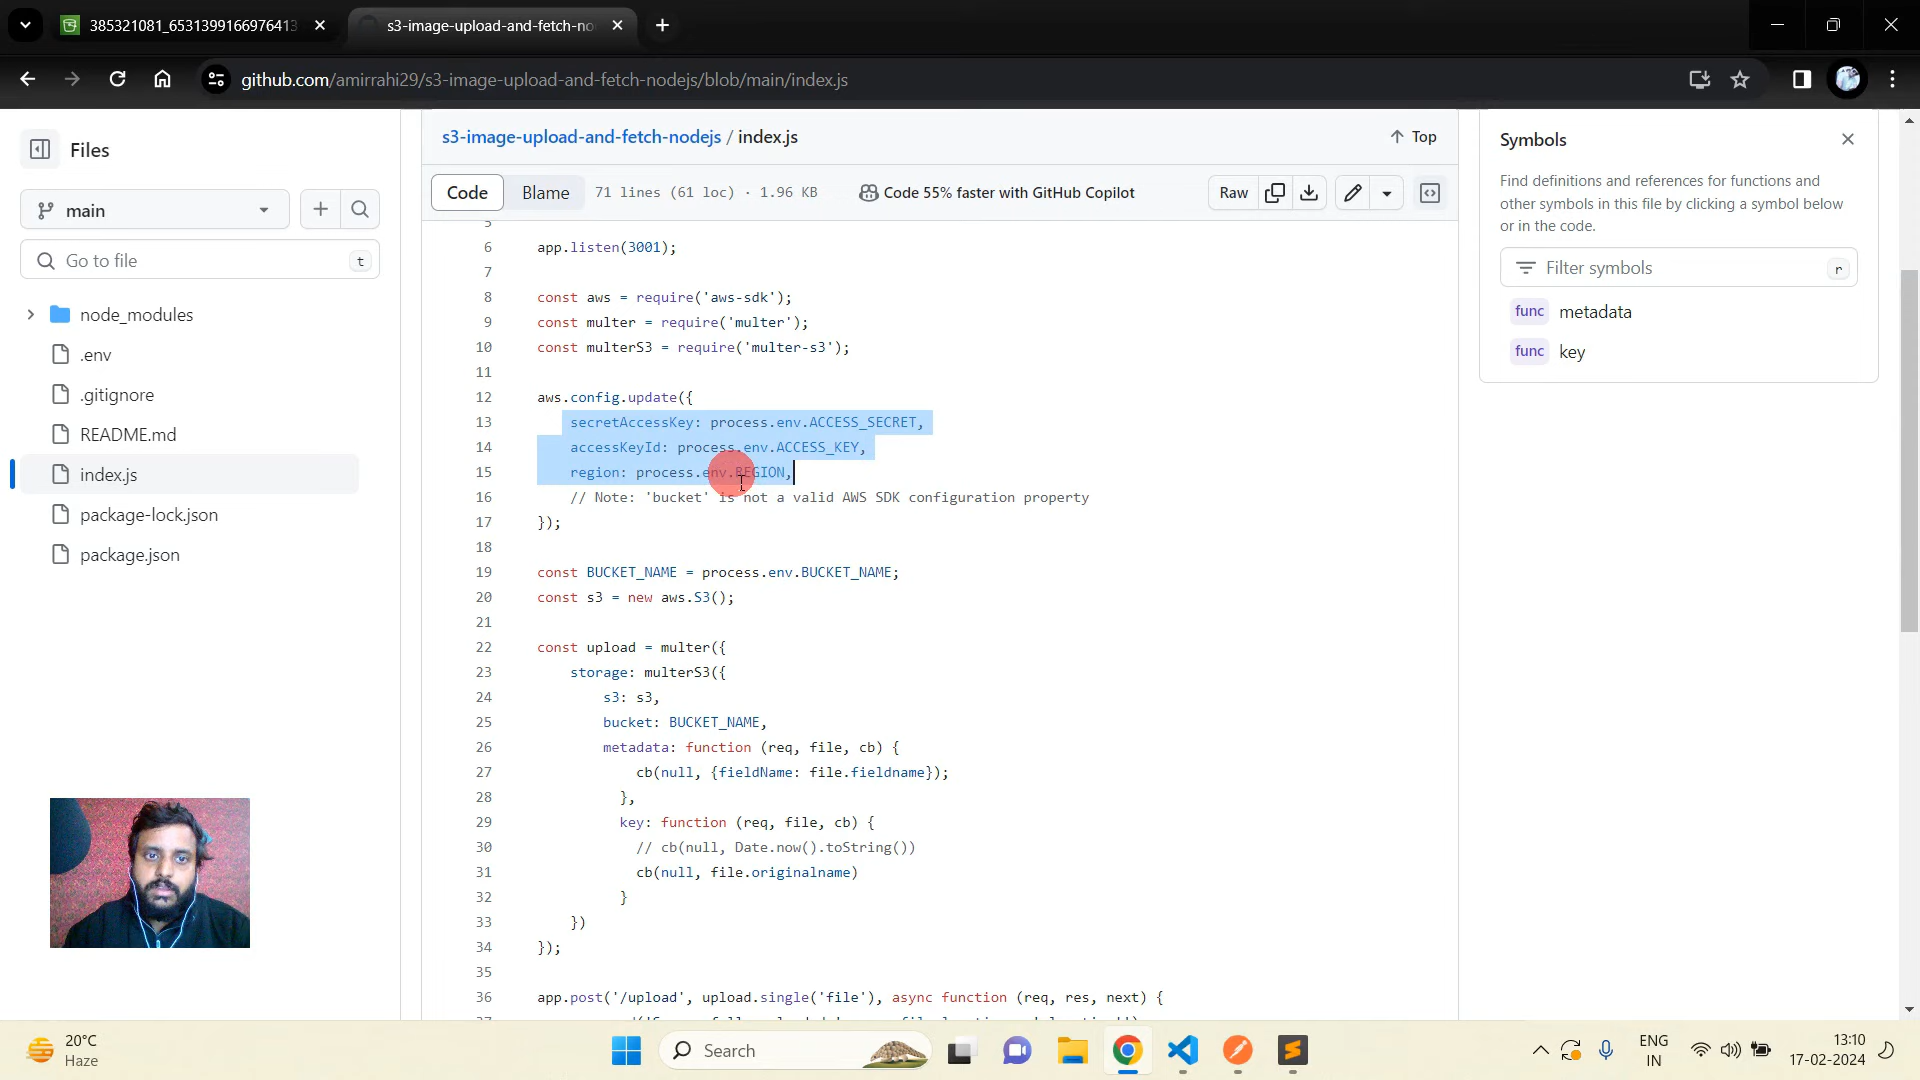 385321081_6531399166976413
s3-image-upload-and-fetch-no
github.com/amirrahi29/s3-image-upload-and-fetch-nodejs/blob/main/index.js
Files
main
Go to file
t
node_modules
.env
.gitignore
README.md
index.js
package-lock.json
package.json
s3-image-upload-and-fetch-nodejs / index.js
Top
Code
Blame
71 lines (61 loc) · 1.96 KB
Code 55% faster with GitHub Copilot
Raw
5
6 app.listen(3001);
7
8 const aws = require('aws-sdk');
9 const multer = require('multer');
10 const multerS3 = require('multer-s3');
11
12 aws.config.update({
13 secretAccessKey: process.env.ACCESS_SECRET,
14 accessKeyId: process.env.ACCESS_KEY,
15 region: process.env.REGION,
16 // Note: 'bucket' is not a valid AWS SDK configuration property
17 });
18
19 const BUCKET_NAME = process.env.BUCKET_NAME;
20 const s3 = new aws.S3();
21
22 const upload = multer({
23 storage: multerS3({
24 s3: s3,
25 bucket: BUCKET_NAME,
26 metadata: function (req, file, cb) {
27 cb(null, {fieldName: file.fieldname});
28 },
29 key: function (req, file, cb) {
30 // cb(null, Date.now().toString())
31 cb(null, file.originalname)
32 }
33 })
34 });
35
36 app.post('/upload', upload.single('file'), async function (req, res, next) {
Symbols
Find definitions and references for functions and
other symbols in this file by clicking a symbol below
or in the code.
Filter symbols
r
func metadata
func key
20°C
Haze
Search
ENG
IN
13:10
17-02-2024